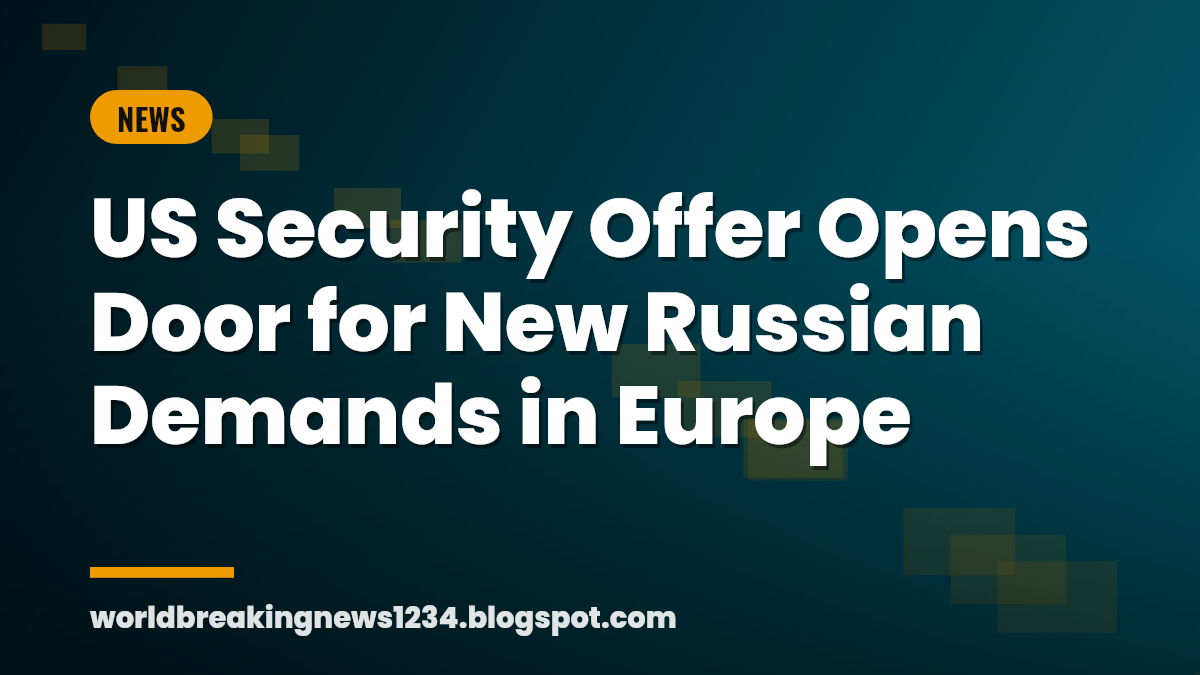 NEWS
US Security Offer Opens
Door for New Russian
Demands in Europe
worldbreakingnews1234.blogspot.com